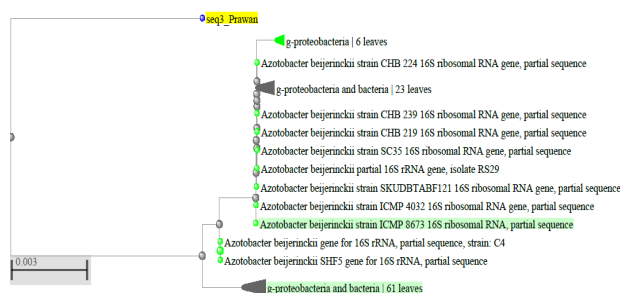 seq3_Prawan
g-proteobacteria | 6 leaves
Azotobacter beijerinckii strain CHB 224 16S ribosomal RNA gene, partial sequence
g-proteobacteria and bacteria | 23 leaves
Azotobacter beijerinckii strain CHB 239 16S ribosomal RNA gene, partial sequence
Azotobacter beijerinckii strain CHB 219 16S ribosomal RNA gene, partial sequence
Azotobacter beijerinckii strain SC35 16S ribosomal RNA gene, partial sequence
Azotobacter beijerinckii partial 16S rRNA gene, isolate RS29
Azotobacter beijerinckii strain SKUDBTABF121 16S ribosomal RNA gene, partial sequence
Azotobacter beijerinckii strain ICMP 4032 16S ribosomal RNA gene, partial sequence
Azotobacter beijerinckii strain ICMP 8673 16S ribosomal RNA, partial sequence
Azotobacter beijerinckii gene for 16S rRNA, partial sequence, strain: C4
Azotobacter beijerinckii SHF5 gene for 16S rRNA, partial sequence
0.003
g-proteobacteria and bacteria | 61 leaves